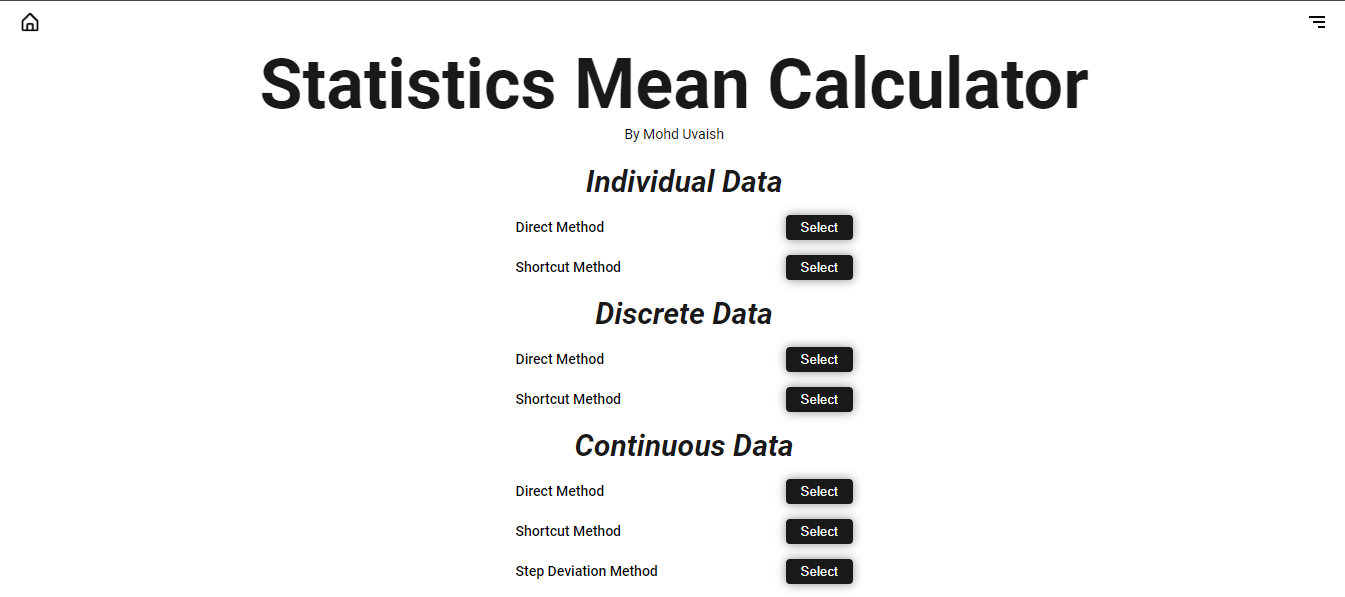 Statistics Mean Calculator
By Mohd Uvaish
Individual Data
Direct Method Select
Shortcut Method Select
Discrete Data
Direct Method Select
Shortcut Method Select
Continuous Data
Direct Method Select
Shortcut Method Select
Step Deviation Method Select